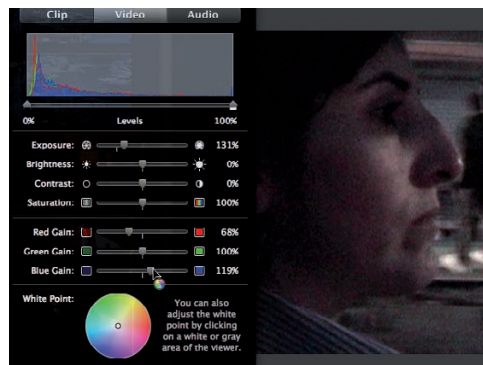 Clip Video Audio
0% Levels 100%
Exposure: 131%
Brightness: 0%
Contrast: 0%
Saturation: 100%
Red Gain: 68%
Green Gain: 100%
Blue Gain: 119%
White Point:
You can also
adjust the white
point by clicking
on a white or gray
area of the viewer.